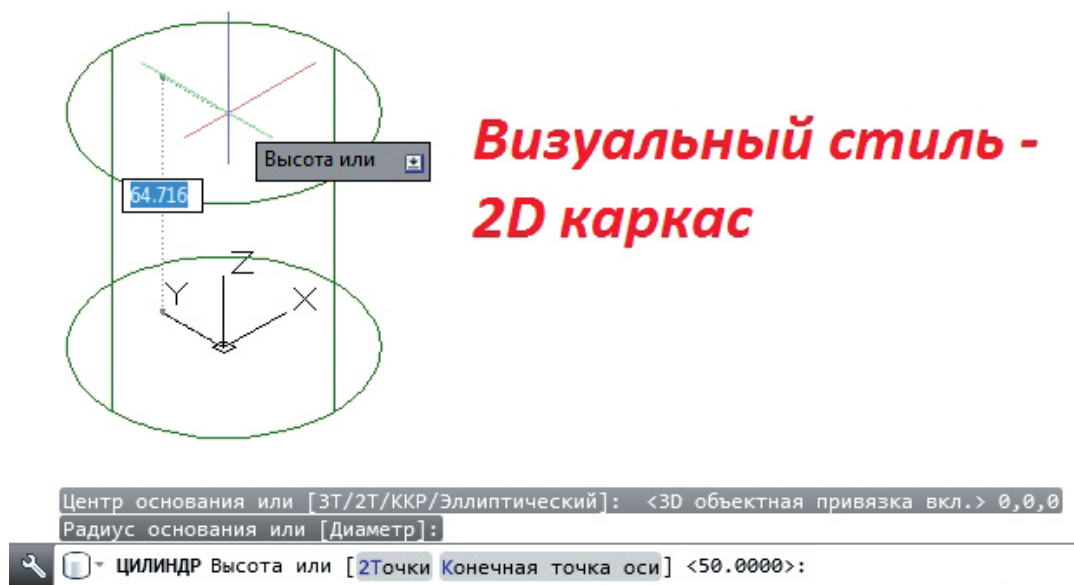 Высота или
64.716
Визуальный стиль -
2D каркас
Z
Y
X
Центр основания или [3Т/2Т/ККР/Эллиптический]:  <3D объектная привязка вкл.> 0,0,0
Радиус основания или [Диаметр]:
ЦИЛИНДР Высота или [2Точки Конечная точка оси] <50.0000>: